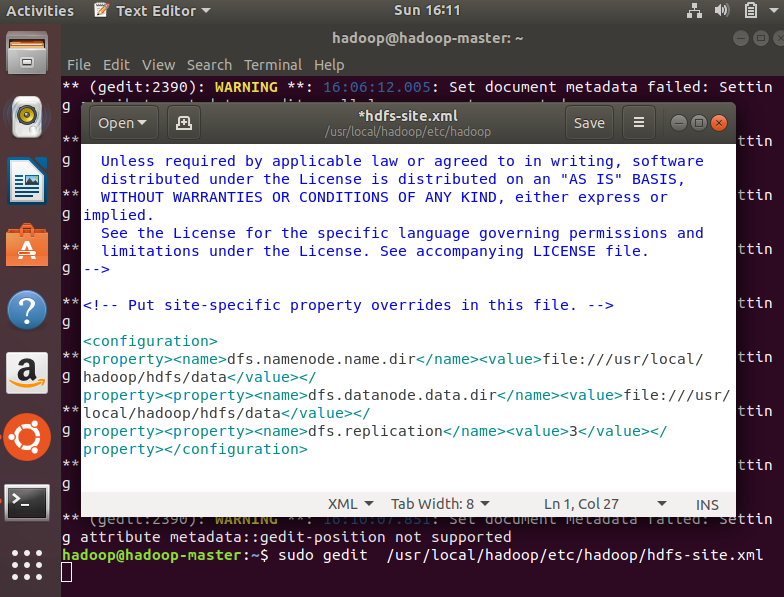 Activities Text Editor Sun 16:11
hadoop@hadoop-master: ~
File Edit View Search Terminal Help
** (gedit:2390): WARNING **: 16:06:12.005: Set document metadata failed: Settin
g
*hdfs-site.xml
Open /usr/local/hadoop/etc/hadoop Save
**
ttin
g
Unless required by applicable law or agreed to in writing, software
distributed under the License is distributed on an "AS IS" BASIS,
** ttin
WITHOUT WARRANTIES OR CONDITIONS OF ANY KIND, either express or
g implied.
See the License for the specific language governing permissions and
** ttin
limitations under the License. See accompanying LICENSE file.
g -->
** <!-- Put site-specific property overrides in this file. --> ttin
g
<configuration>
** <property><name>dfs.namenode.name.dir</name><value>file:///usr/local/ ttin
g hadoop/hdfs/data</value></
property><property><name>dfs.datanode.data.dir</name><value>file:///usr/
** local/hadoop/hdfs/data</value></ ttin
g property><property><name>dfs.replication</name><value>3</value></
property></configuration>
** ttin
g
XML Tab Width: 8 Ln 1, Col 27 INS
** (gedit:2390): WARNING **: 16:10:07.851: Set document metadata failed: Settin
g attribute metadata::gedit-position not supported
hadoop@hadoop-master:~$ sudo gedit  /usr/local/hadoop/etc/hadoop/hdfs-site.xml